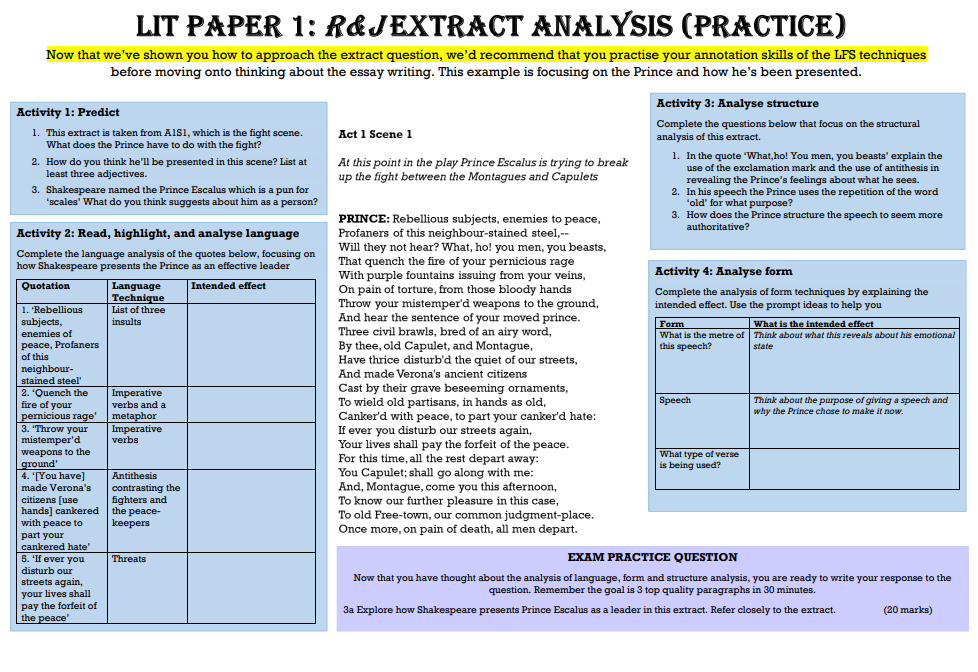 LIT PAPER 1: R&J EXTRACT ANALYSIS (PRACTICE)
Now that we've shown you how to approach the extract question, we'd recommend that you practise your annotation skills of the LFS techniques
before moving onto thinking about the essay writing. This example is focusing on the Prince and how he's been presented.
Activity 1: Predict
1. This extract is taken from A1S1, which is the fight scene.
What does the Prince have to do with the fight?
2. How do you think he'll be presented in this scene? List at
least three adjectives.
3. Shakespeare named the Prince Escalus which is a pun for
'scales' What do you think suggests about him as a person?
Activity 2: Read, highlight, and analyse language
Complete the language analysis of the quotes below, focusing on
how Shakespeare presents the Prince as an effective leader
Quotation
Language
Technique
Intended effect
1. 'Rebellious
subjects,
enemies of
peace, Profaners
of this
neighbour-
stained steel'
List of three
insults
2. 'Quench the
fire of your
pernicious rage'
Imperative
verbs and a
metaphor
3. 'Throw your
mistemper'd
weapons to the
ground'
Imperative
verbs
4. '[You have]
made Verona's
citizens [use
hands] cankered
with peace to
part your
cankered hate'
Antithesis
contrasting the
fighters and
the peace-
keepers
5. 'If ever you
disturb our
streets again,
your lives shall
pay the forfeit of
the peace'
Threats
Act 1 Scene 1
At this point in the play Prince Escalus is trying to break
up the fight between the Montagues and Capulets
PRINCE: Rebellious subjects, enemies to peace,
Profaners of this neighbour-stained steel,--
Will they not hear? What, ho! you men, you beasts,
That quench the fire of your pernicious rage
With purple fountains issuing from your veins,
On pain of torture, from those bloody hands
Throw your mistemper'd weapons to the ground,
And hear the sentence of your moved prince.
Three civil brawls, bred of an airy word,
By thee, old Capulet, and Montague,
Have thrice disturb'd the quiet of our streets,
And made Verona's ancient citizens
Cast by their grave beseeming ornaments,
To wield old partisans, in hands as old,
Canker'd with peace, to part your canker'd hate:
If ever you disturb our streets again,
Your lives shall pay the forfeit of the peace.
For this time, all the rest depart away:
You Capulet; shall go along with me:
And, Montague, come you this afternoon,
To know our further pleasure in this case,
To old Free-town, our common judgment-place.
Once more, on pain of death, all men depart.
Activity 3: Analyse structure
Complete the questions below that focus on the structural
analysis of this extract.
1. In the quote 'What,ho! You men, you beasts' explain the
use of the exclamation mark and the use of antithesis in
revealing the Prince's feelings about what he sees.
2. In his speech the Prince uses the repetition of the word
'old' for what purpose?
3. How does the Prince structure the speech to seem more
authoritative?
Activity 4: Analyse form
Complete the analysis of form techniques by explaining the
intended effect. Use the prompt ideas to help you
Form
What is the intended effect
What is the metre of
this speech?
Think about what this reveals about his emotional
state
Speech
Think about the purpose of giving a speech and
why the Prince chose to make it now.
What type of verse
is being used?
EXAM PRACTICE QUESTION
Now that you have thought about the analysis of language, form and structure analysis, you are ready to write your response to the
question. Remember the goal is 3 top quality paragraphs in 30 minutes.
3a Explore how Shakespeare presents Prince Escalus as a leader in this extract. Refer closely to the extract. (20 marks)